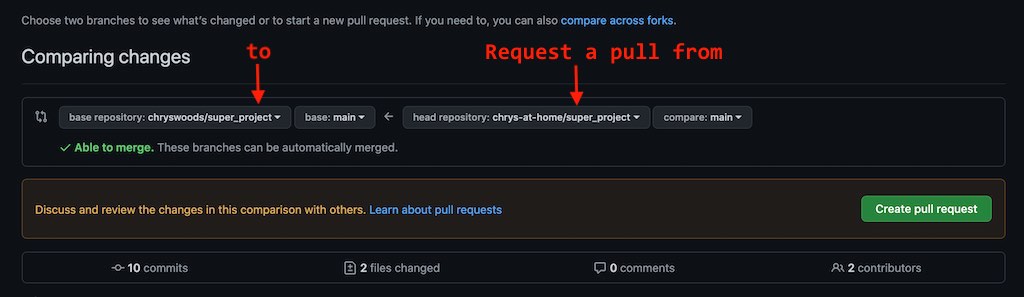 Choose two branches to see what's changed or to start a new pull request. If you need to, you can also compare across forks.
to
Request a pull from
Comparing changes
base repository: chryswoods/super_project base: main head repository: chrys-at-home/super_project compare: main
Able to merge. These branches can be automatically merged.
Discuss and review the changes in this comparison with others. Learn about pull requests
Create pull request
10 commits
2 files changed
0 comments
2 contributors